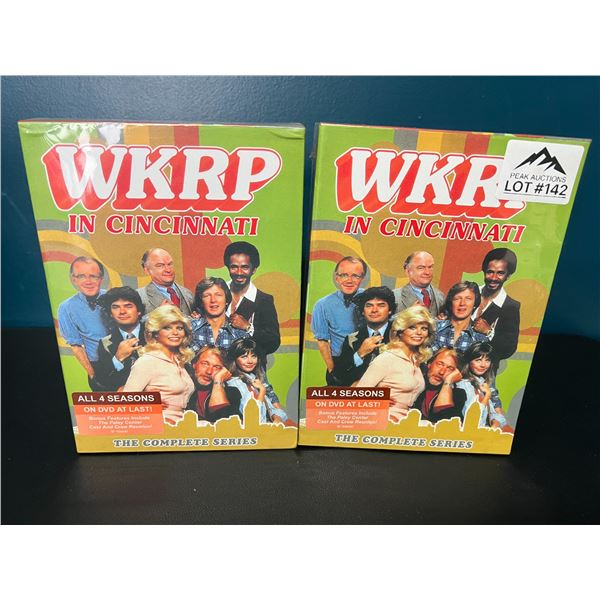 WKRP
IN CINCINNATI
ALL 4 SEASONS
ON DVD AT LAST!
Bonus Features Include
The Paley Center
Cast And Crew Reunion!
THE COMPLETE SERIES
WKR
IN CINCINNATI
PEAK AUCTIONS
LOT #142
ALL 4 SEASONS
ON DVD AT LAST!
Bonus Features Include
The Paley Center
Cast And Crew Reunion!
THE COMPLETE SERIES